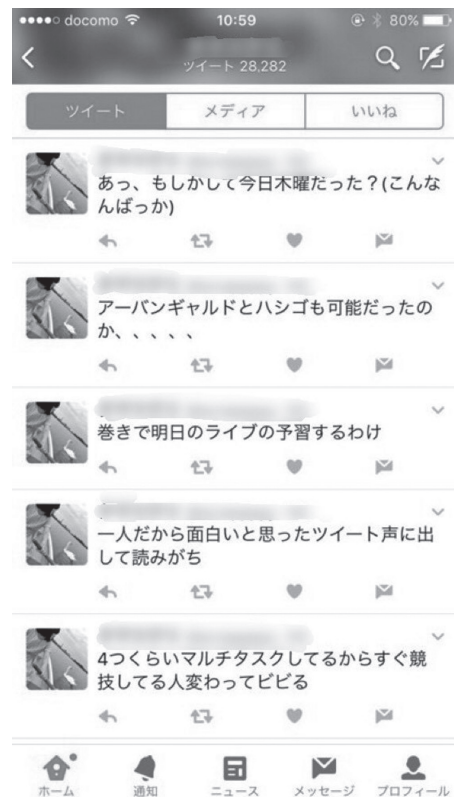 docomo 10:59 80%
ツイート 28,282
ツイート メディア いいね
あっ、もしかして今日木曜だった？(こんな
んばっか)
アーバンギャルドとハシゴも可能だったの
か、、、、、
巻きで明日のライブの予習するわけ
一人だから面白いと思ったツイート声に出
して読みがち
4つくらいマルチタスクしてるからすぐ競
技してる人変わってビビる
ホーム 通知 ニュース メッセージ プロフィール